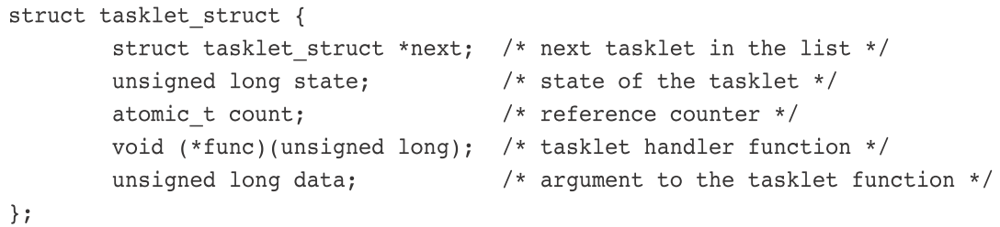 struct tasklet_struct {
        struct tasklet_struct *next;  /* next tasklet in the list */
        unsigned long state;          /* state of the tasklet */
        atomic_t count;               /* reference counter */
        void (*func)(unsigned long);  /* tasklet handler function */
        unsigned long data;           /* argument to the tasklet function */
};